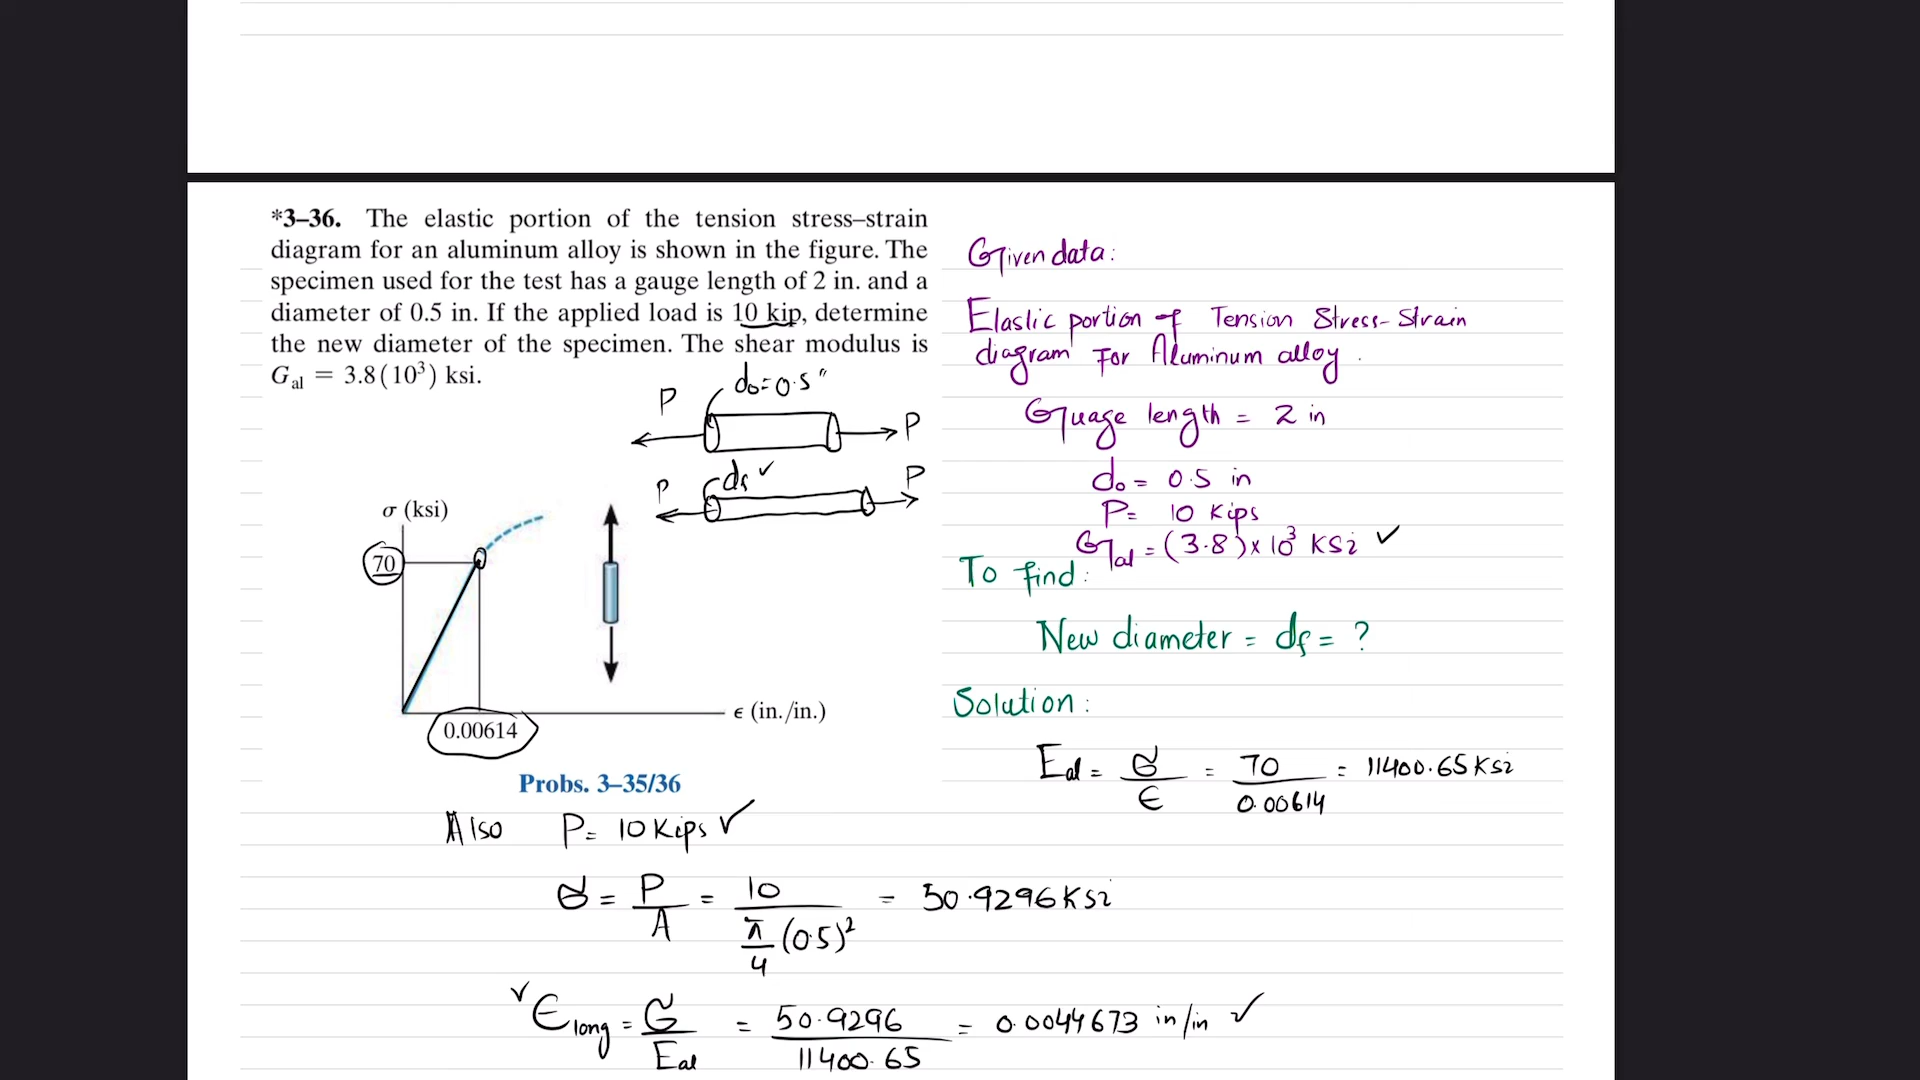 *3–36. The elastic portion of the tension stress–strain
diagram for an aluminum alloy is shown in the figure. The
specimen used for the test has a gauge length of 2 in. and a
diameter of 0.5 in. If the applied load is 10 kip, determine
the new diameter of the specimen. The shear modulus is
G_al = 3.8(10³) ksi.
d₀ = 0.5"
P P
df ✓
P P
σ (ksi)
70
0.00614
ϵ (in./in.)
Probs. 3–35/36
Given data:
Elastic portion of Tension Stress-Strain
diagram For Aluminum alloy.
Guage length = 2 in
d₀ = 0.5 in
P = 10 Kips
G_al = (3.8) x 10³ KSi ✓
To find:
New diameter = df = ?
Solution:
E_al = σ/ϵ = 70/0.00614 = 11400.65 KSi
Also P = 10 Kips ✓
σ = P/A = 10/(π/4 (0.5)²) = 50.9296 KSi
✓ ϵ_long = σ/E_al = 50.9296/11400.65 = 0.0044673 in/in ✓